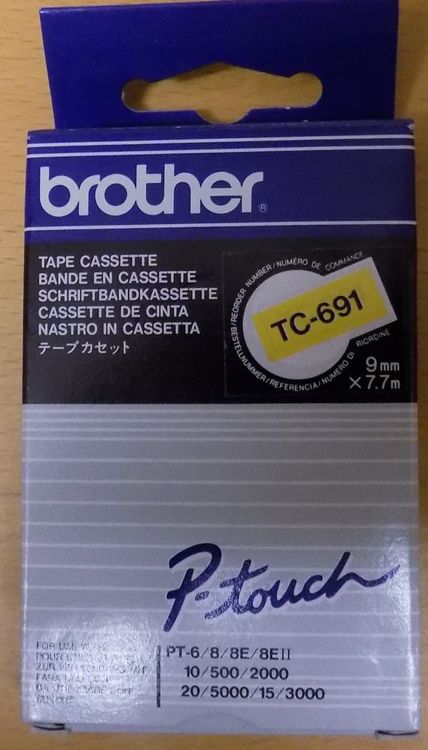 brother®
TAPE CASSETTE
BANDE EN CASSETTE
SCHRIFTBANDKASSETTE
CASSETTE DE CINTA
NASTRO IN CASSETTA
テープカセット
BESTELLNUMMER/REORDER NUMBER/NUMÉRO DE COMMANDE
TC-691
/REFERENCIA/NUMERO DI RIORDINE
9mm
×7.7m
P-touch
FOR USE
PT-6/8/8E/8EII
10/500/2000
20/5000/15/3000